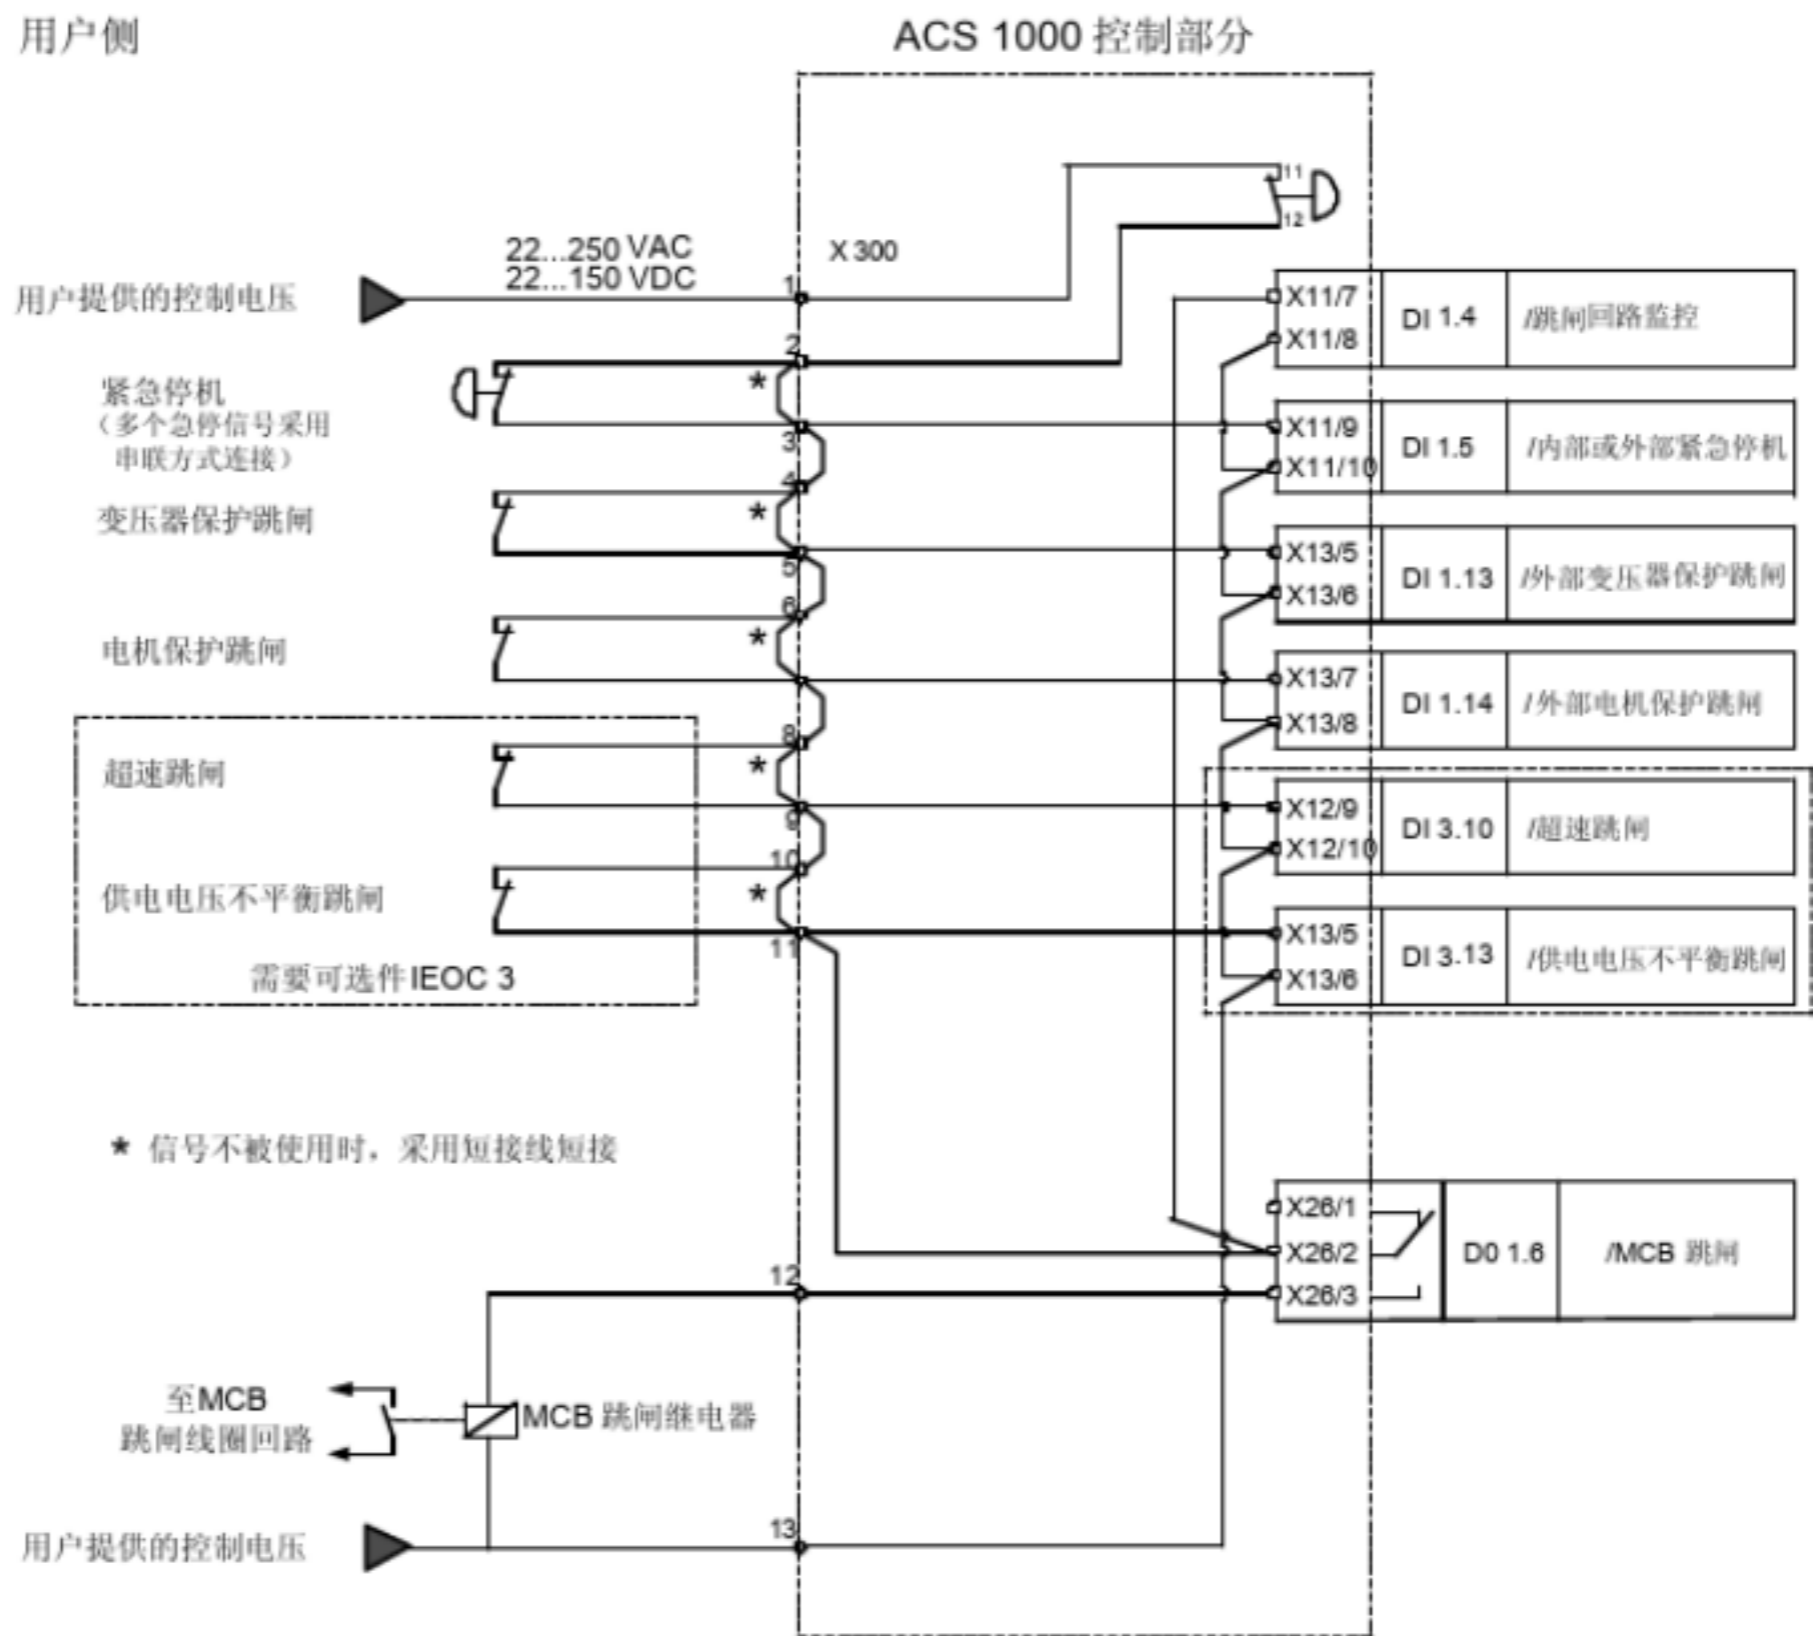 用户侧
ACS 1000 控制部分
11
12
22...250 VAC
22...150 VDC
X 300
用户提供的控制电压
1
X11/7
X11/8
DI 1.4
/跳闸回路监控
2
*
紧急停机
（多个急停信号采用
串联方式连接）
3
X11/9
X11/10
DI 1.5
/内部或外部紧急停机
4
*
变压器保护跳闸
5
X13/5
X13/6
DI 1.13
/外部变压器保护跳闸
6
*
电机保护跳闸
X13/7
X13/8
DI 1.14
/外部电机保护跳闸
8
*
超速跳闸
9
X12/9
X12/10
DI 3.10
/超速跳闸
10
*
供电电压不平衡跳闸
11
X13/5
X13/6
DI 3.13
/供电电压不平衡跳闸
需要可选件IEOC 3
* 信号不被使用时，采用短接线短接
X26/1
X26/2
X26/3
D0 1.6
/MCB 跳闸
12
至MCB
跳闸线圈回路
MCB 跳闸继电器
13
用户提供的控制电压